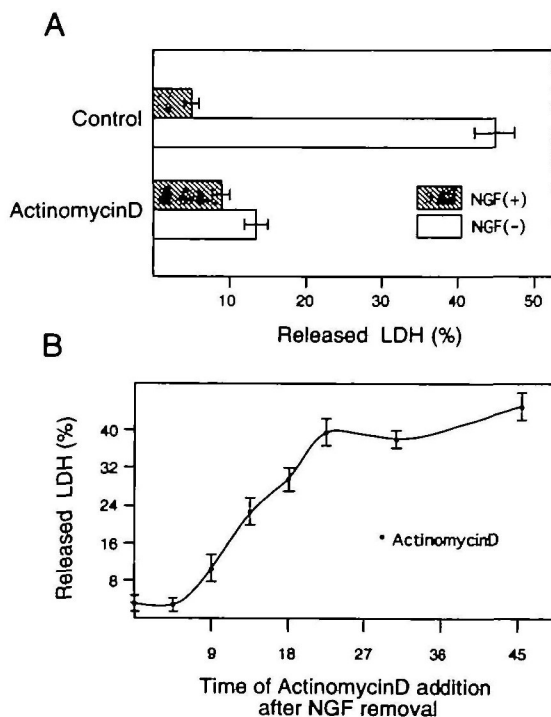 A
Control
ActinomycinD
NGF(+)
NGF(-)
10 20 30 40 50
Released LDH (%)
B
40
32
24
16
8
Released LDH (%)
ActinomycinD
9 18 27 36 45
Time of ActinomycinD addition
after NGF removal